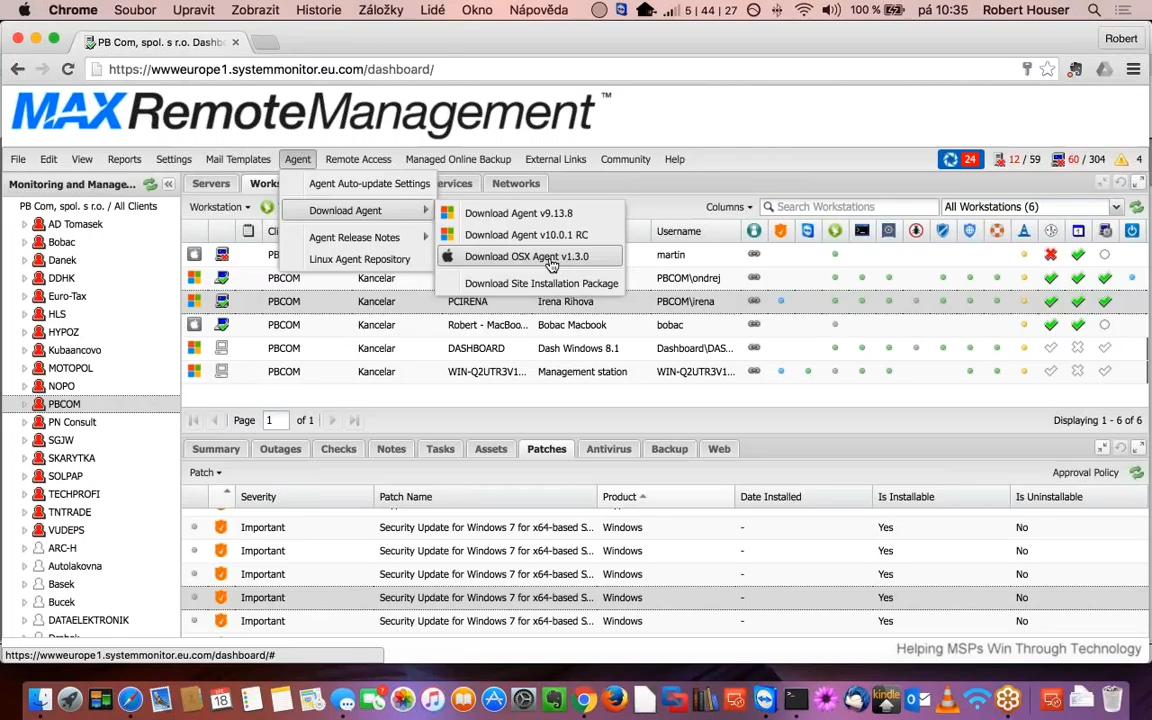 Chrome Soubor Upravit Zobrazit Historie Záložky Lidé Okno Nápověda 5 | 44 | 27 100 % pá 10:35 Robert Houser
PB Com, spol. s r.o. Dashb Robert
https://wwweurope1.systemmonitor.eu.com/dashboard/
MAXRemoteManagement™
File Edit View Reports Settings Mail Templates Agent Remote Access Managed Online Backup External Links Community Help 24 12 / 59 60 / 304 4
Monitoring and Manage... Servers Works Agent Auto-update Settings ervices Networks
PB Com, spol. s r.o. / All Clients Workstation Download Agent Download Agent v9.13.8 Columns Search Workstations All Workstations (6)
AD Tomasek Cli Agent Release Notes Download Agent v10.0.1 RC Username
Bobac Linux Agent Repository Download OSX Agent v1.3.0 martin
Danek PBCOM Kancelar Download Site Installation Package PBCOM\ondrej
DDHK PBCOM Kancelar PCIRENA Irena Rihova PBCOM\irena
Euro-Tax PBCOM Kancelar Robert - MacBoo... Bobac Macbook bobac
HLS PBCOM Kancelar DASHBOARD Dash Windows 8.1 Dashboard\DAS...
HYPOZ PBCOM Kancelar WIN-Q2UTR3V1... Management station WIN-Q2UTR3V1...
Kubaancovo
MOTOPOL
NOPO
PBCOM
PN Consult Page 1 of 1 Displaying 1 - 6 of 6
SGJW Summary Outages Checks Notes Tasks Assets Patches Antivirus Backup Web
SKARYTKA Patch Approval Policy
SOLPAP Severity Patch Name Product Date Installed Is Installable Is Uninstallable
TECHPROFI Important Security Update for Windows 7 for x64-based S... Windows - Yes No
TNTRADE Important Security Update for Windows 7 for x64-based S... Windows - Yes No
VUDEPS Important Security Update for Windows 7 for x64-based S... Windows - Yes No
ARC-H Important Security Update for Windows 7 for x64-based S... Windows - Yes No
Autolakovna Important Security Update for Windows 7 for x64-based S... Windows - Yes No
Basek
Bucek
DATAELEKTRONIK
https://wwweurope1.systemmonitor.eu.com/dashboard/# Helping MSPs Win Through Technology
18
kindle